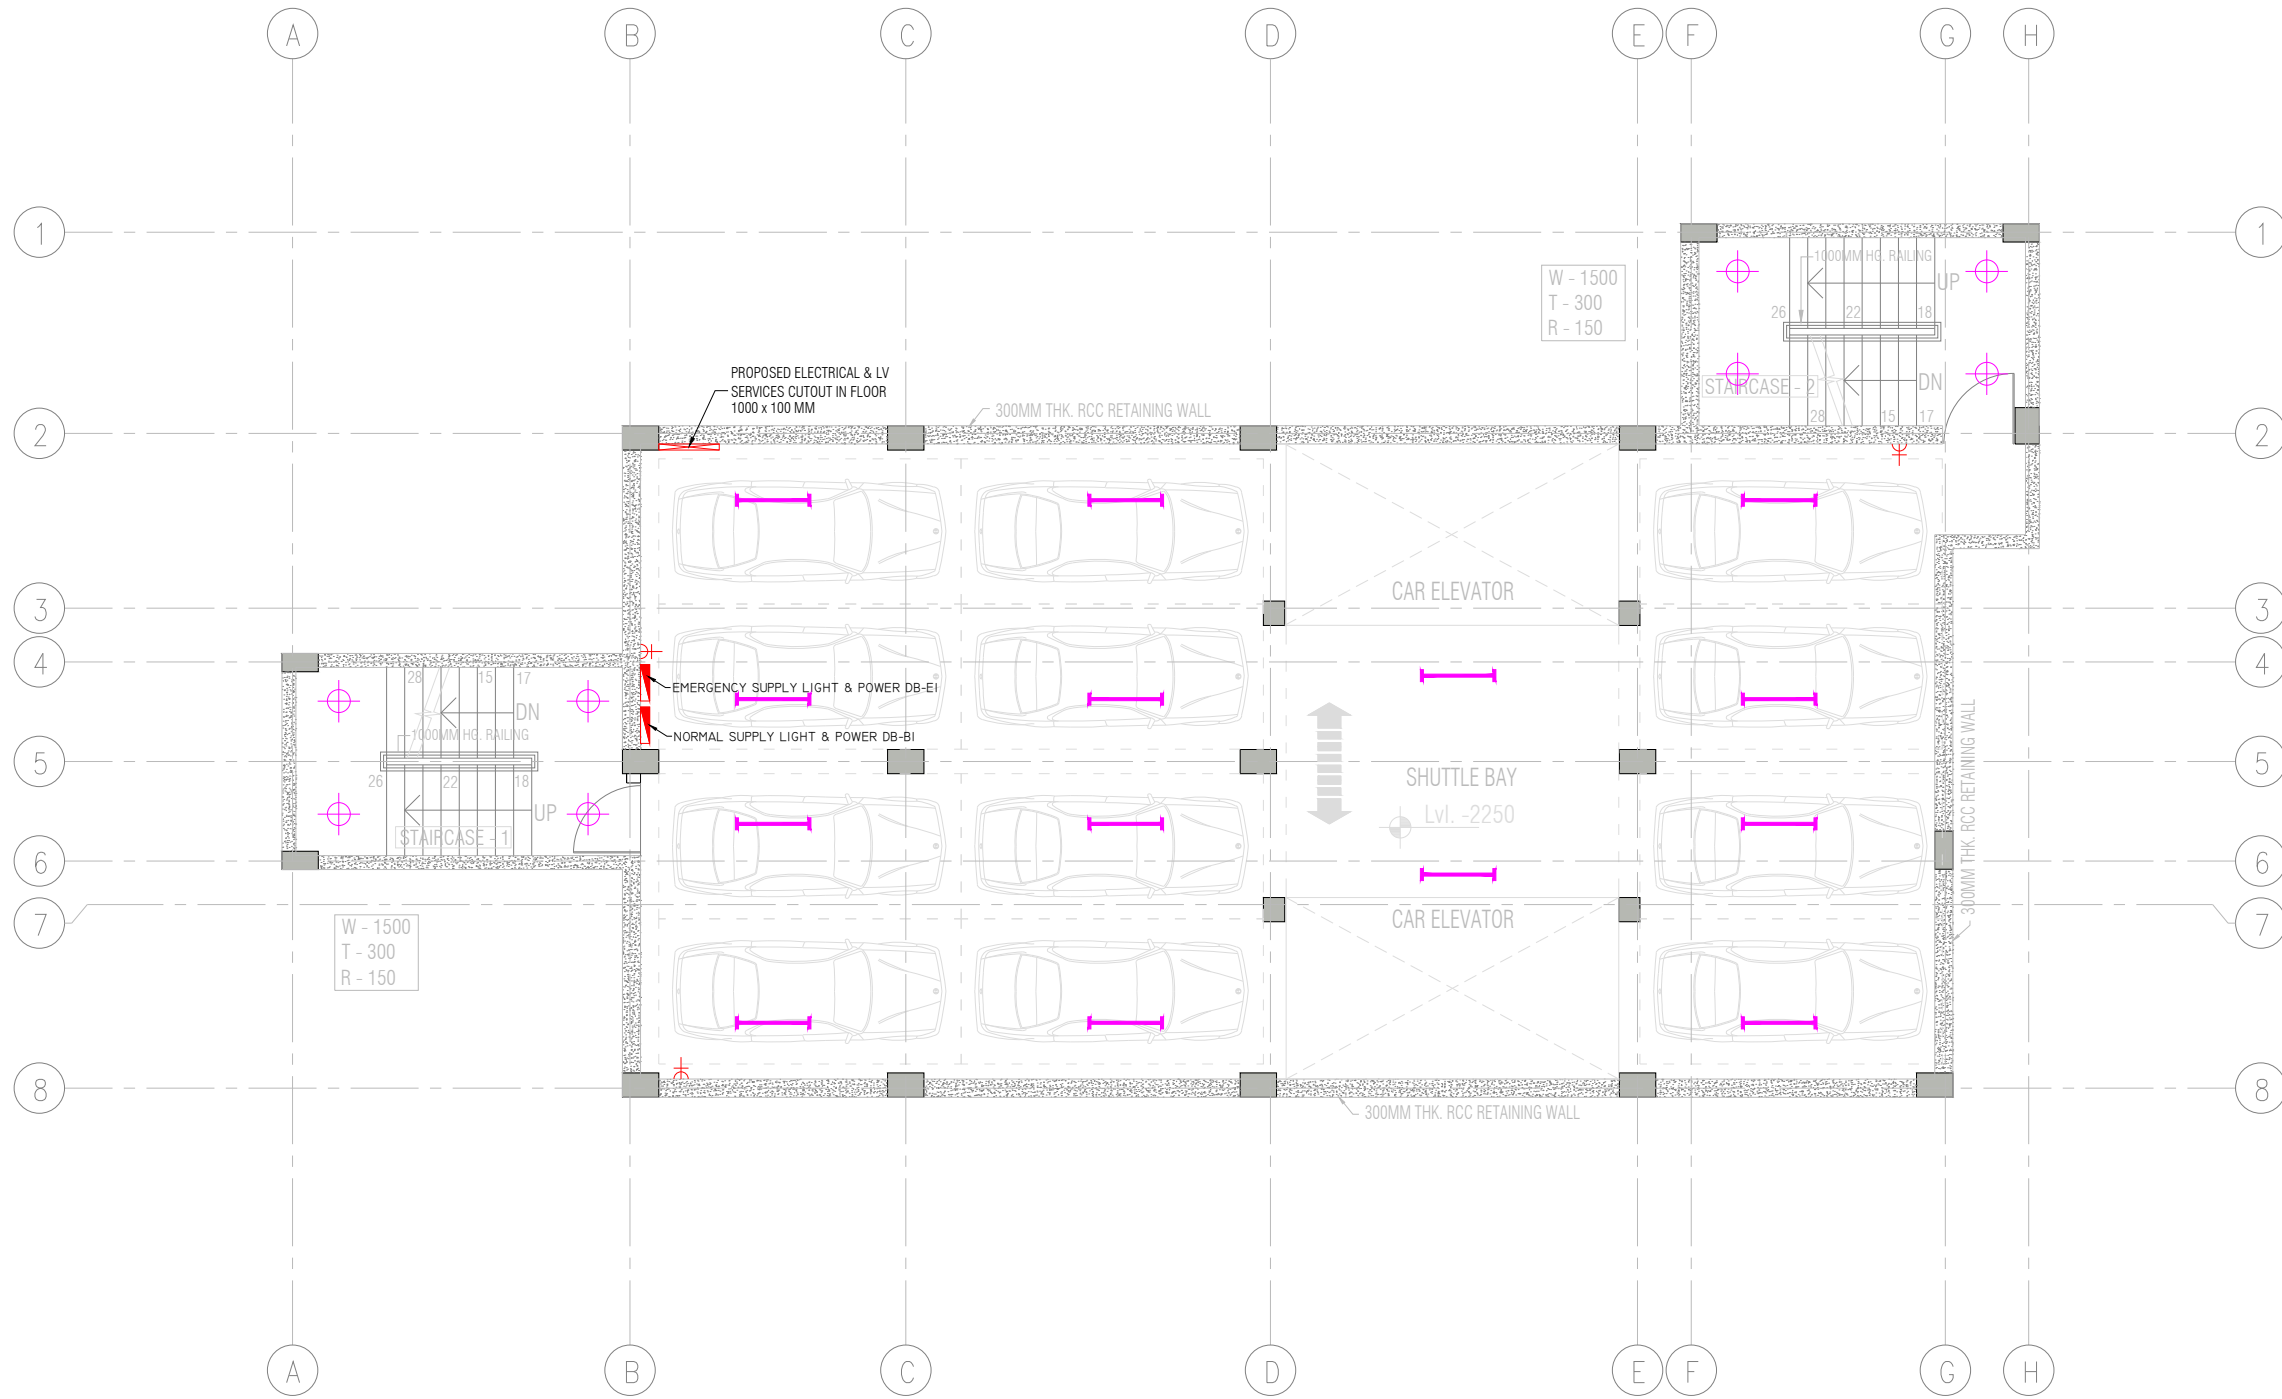 A
B
C
D
E
F
G
H
1
1
1000MM HG. RAILING
UP
W - 1500
T - 300
R - 150
26
22
18
PROPOSED ELECTRICAL & LV
SERVICES CUTOUT IN FLOOR
1000 x 100 MM
STAIRCASE - 2
DN
28
15
17
300MM THK. RCC RETAINING WALL
2
2
CAR ELEVATOR
3
3
4
4
28
15
17
EMERGENCY SUPPLY LIGHT & POWER DB-EI
DN
1000MM HG. RAILING
NORMAL SUPPLY LIGHT & POWER DB-BI
5
5
26
22
18
SHUTTLE BAY
UP
Lvl. -2250
STAIRCASE - 1
300MM THK. RCC RETAINING WALL
6
6
CAR ELEVATOR
7
7
W - 1500
T - 300
R - 150
8
8
300MM THK. RCC RETAINING WALL
A
B
C
D
E
F
G
H